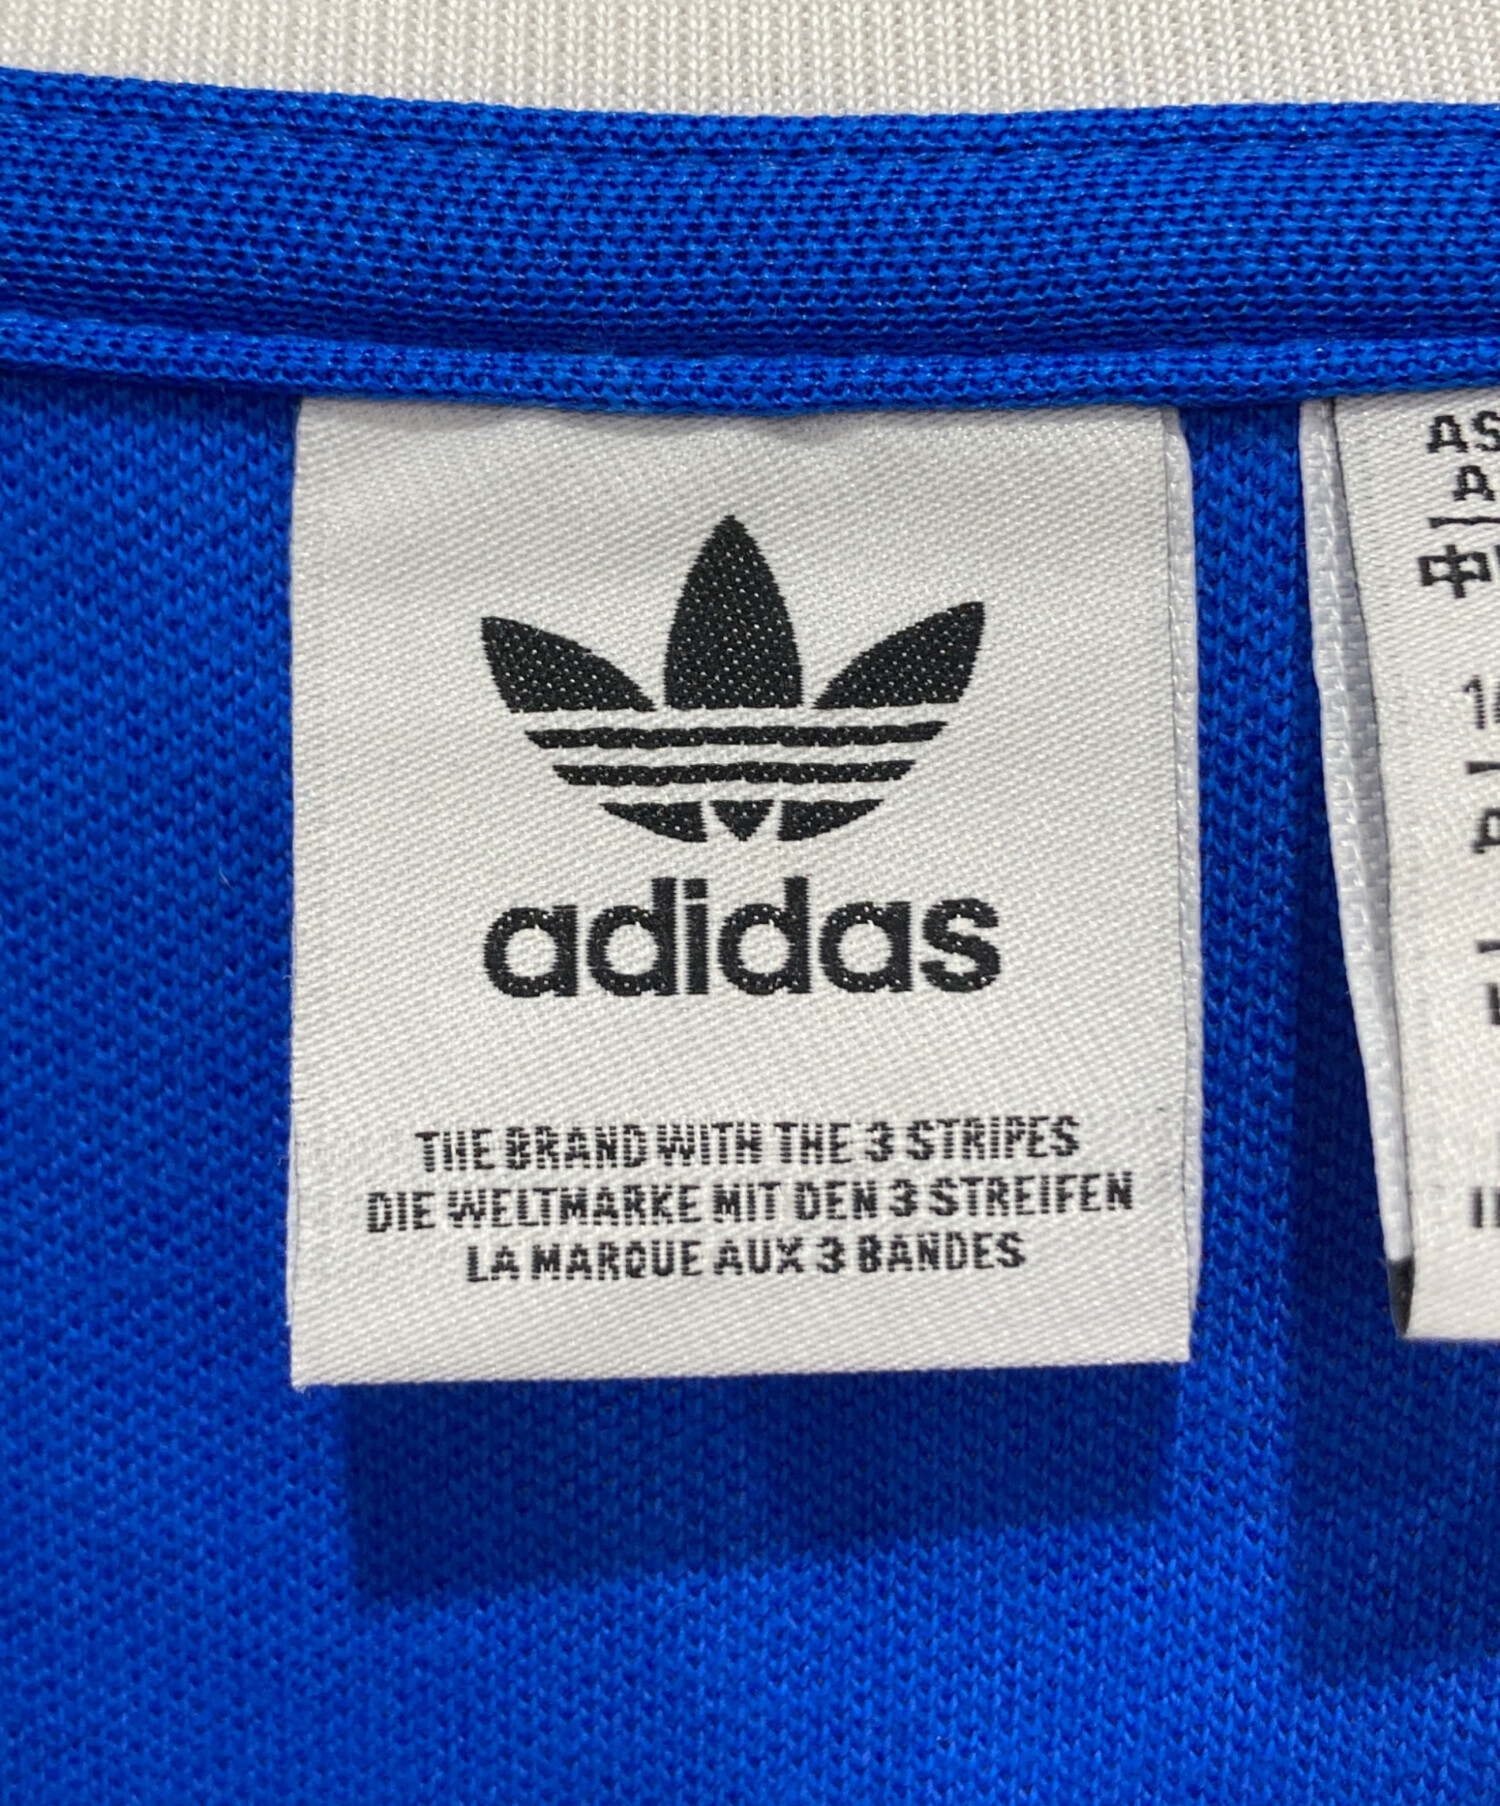 adidas
THE BRAND WITH THE 3 STRIPES
DIE WELTMARKE MIT DEN 3 STREIFEN
LA MARQUE AUX 3 BANDES